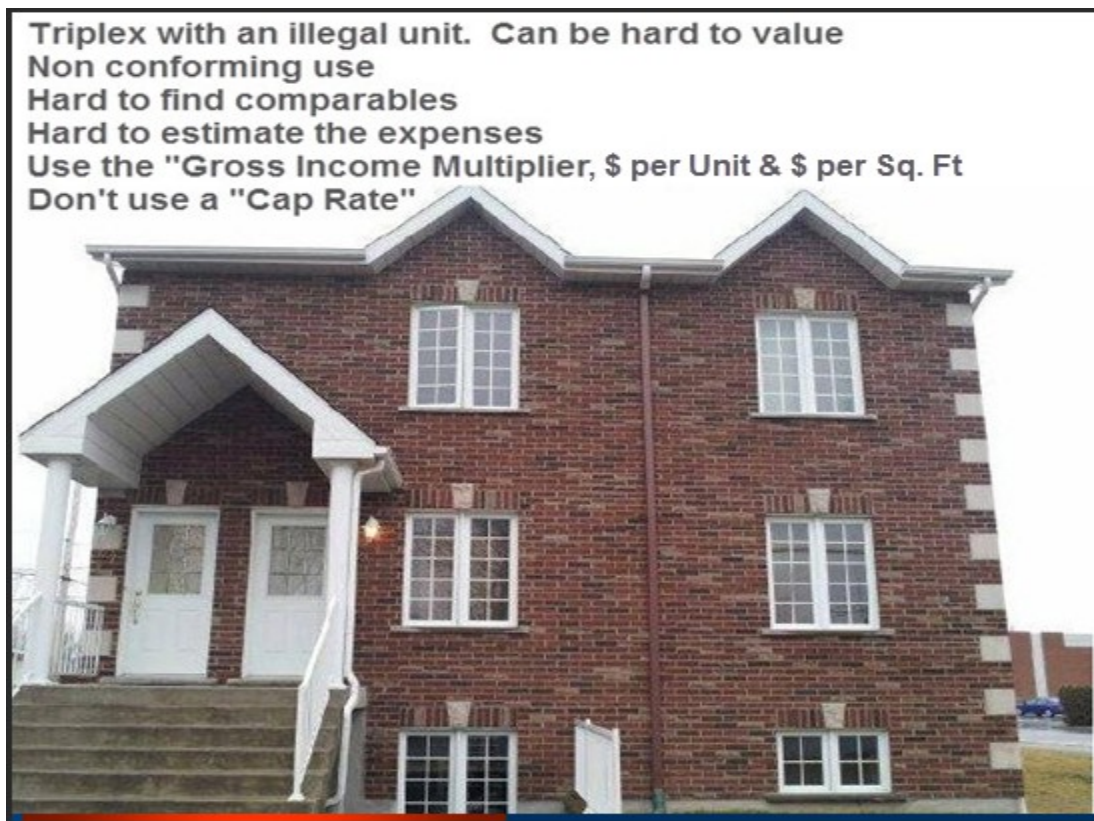 Triplex with an illegal unit.  Can be hard to value
Non conforming use
Hard to find comparables
Hard to estimate the expenses
Use the "Gross Income Multiplier, $ per Unit & $ per Sq. Ft
Don't use a "Cap Rate"